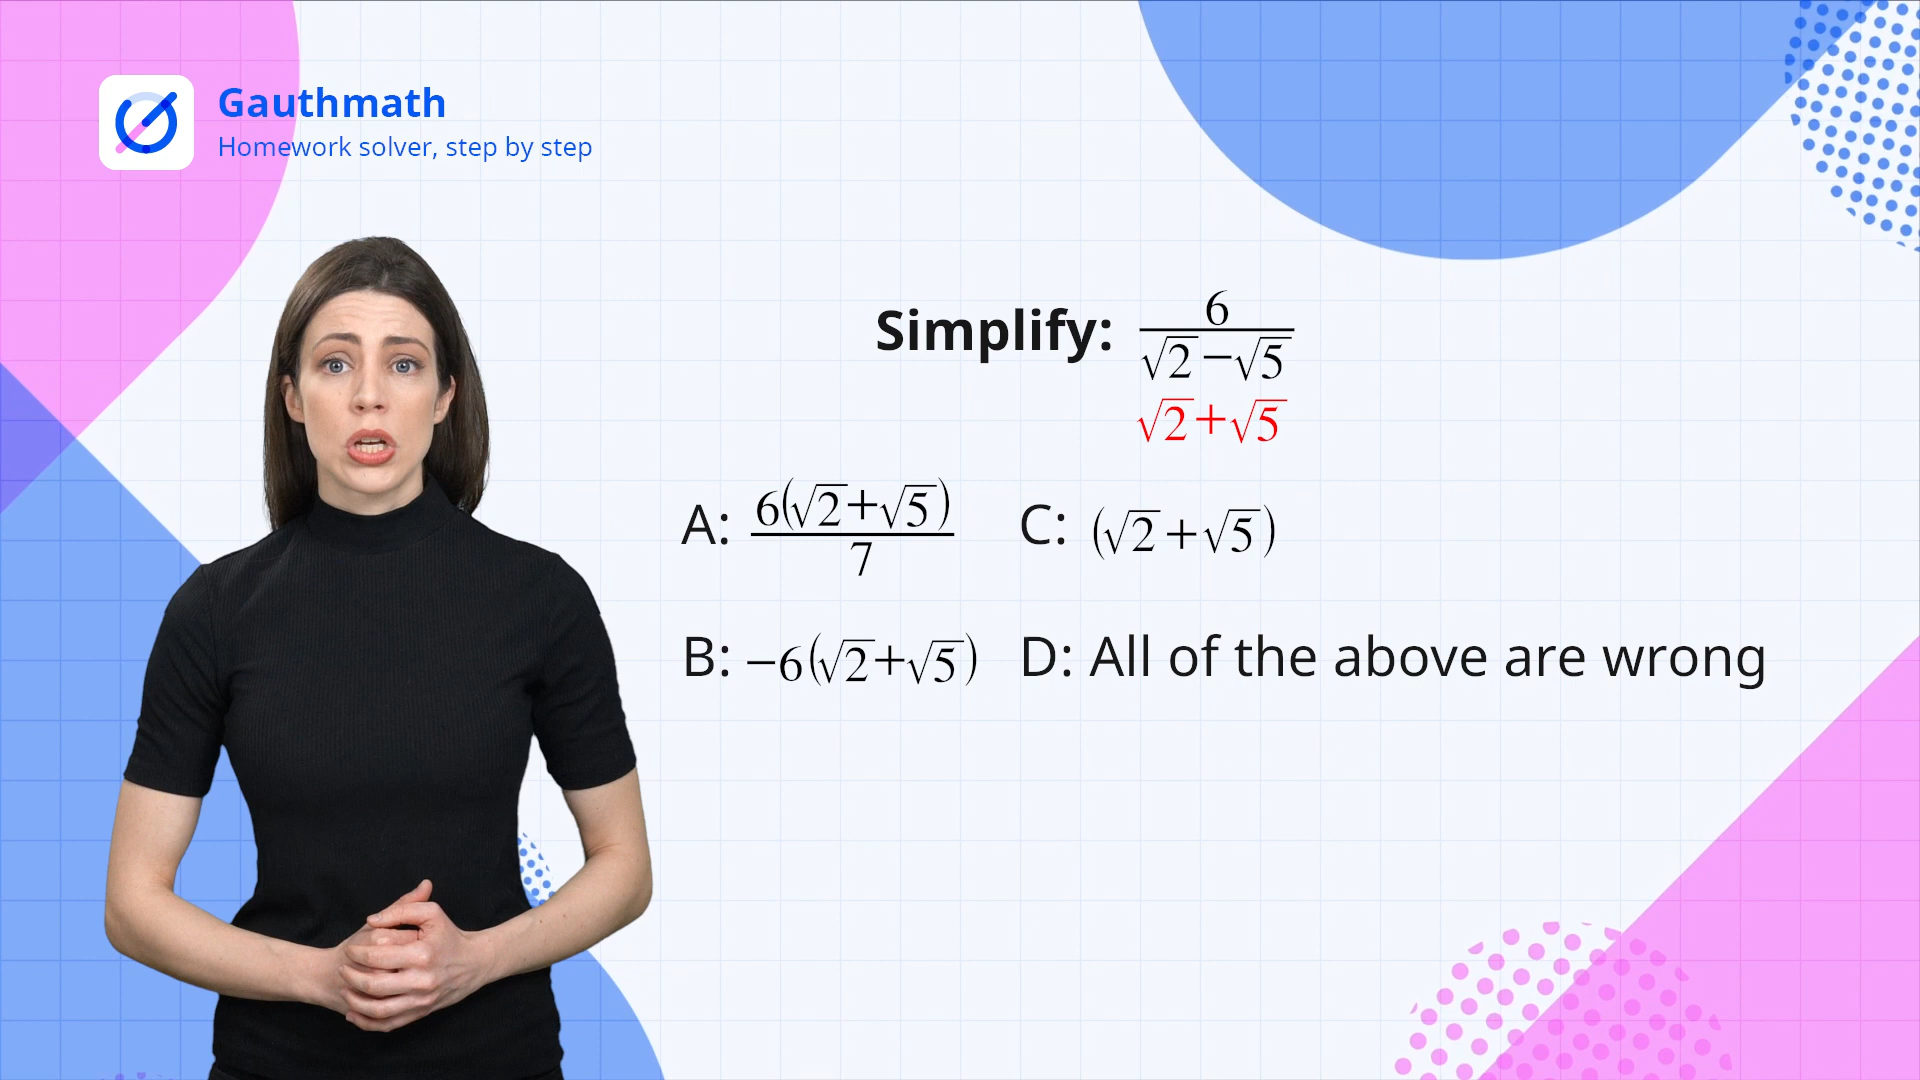 Gauthmath
Homework solver, step by step
Simplify: 6/(√2−√5)
√2+√5
A: 6(√2+√5)/7
C: (√2+√5)
B: −6(√2+√5)
D: All of the above are wrong